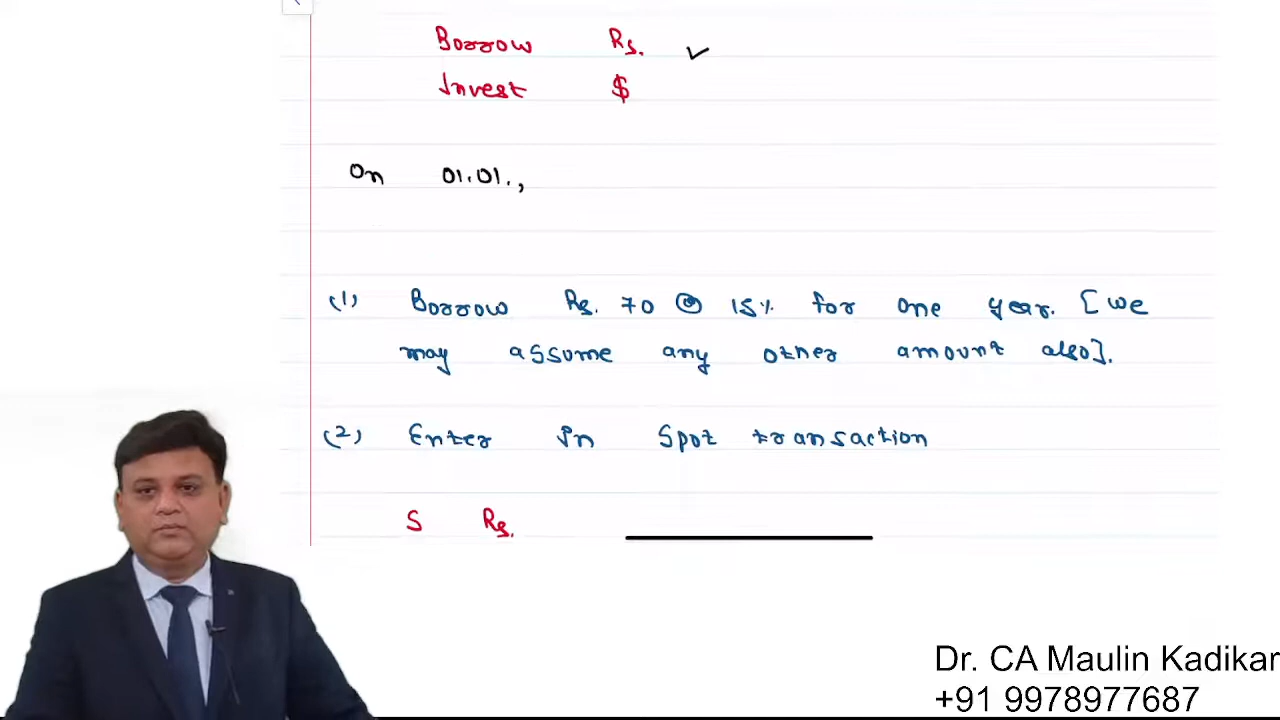 Borrow Rs. ✓
Invest $
On 01.01.,
(1) Borrow Rs. 70 @ 15% for one year. [we
may assume any other amount also].
(2) Enter in Spot transaction
S Rs.
Dr. CA Maulin Kadikar
+91 9978977687